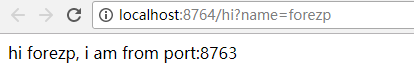 localhost:8764/hi?name=forezp
hi forezp, i am from port:8763